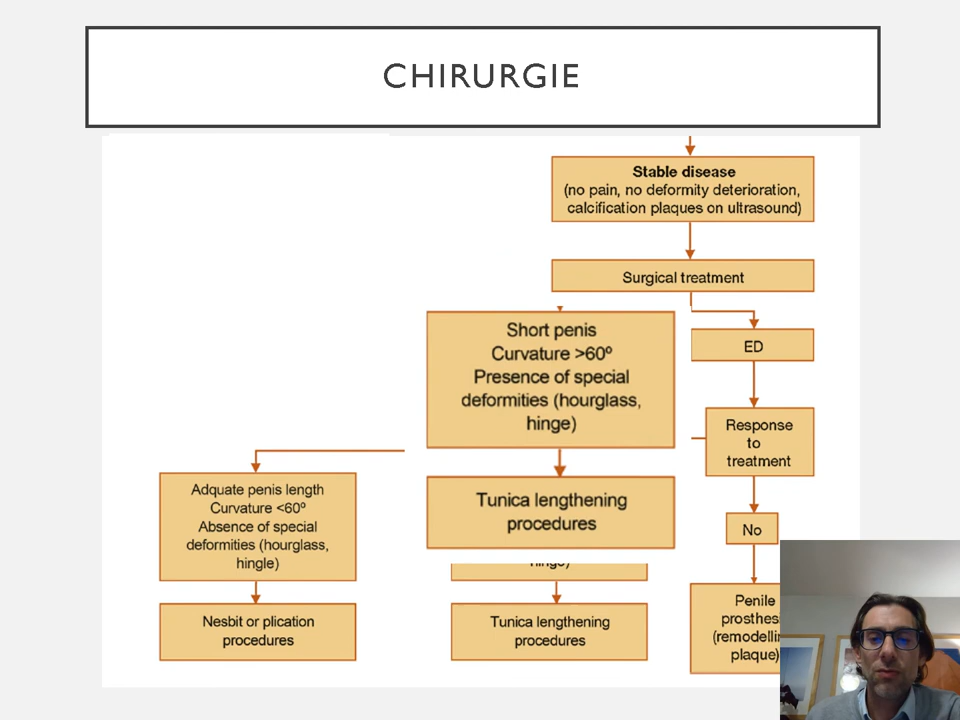 CHIRURGIE
Stable disease
(no pain, no deformity deterioration,
calcification plaques on ultrasound)
Surgical treatment
Short penis
Curvature >60º
Presence of special
deformities (hourglass,
hinge)
ED
Response
to
treatment
Adquate penis length
Curvature <60º
Absence of special
deformities (hourglass,
hingle)
Tunica lengthening
procedures
No
hinge)
Nesbit or plication
procedures
Tunica lengthening
procedures
Penile
prosthesi
(remodellin
plaque)